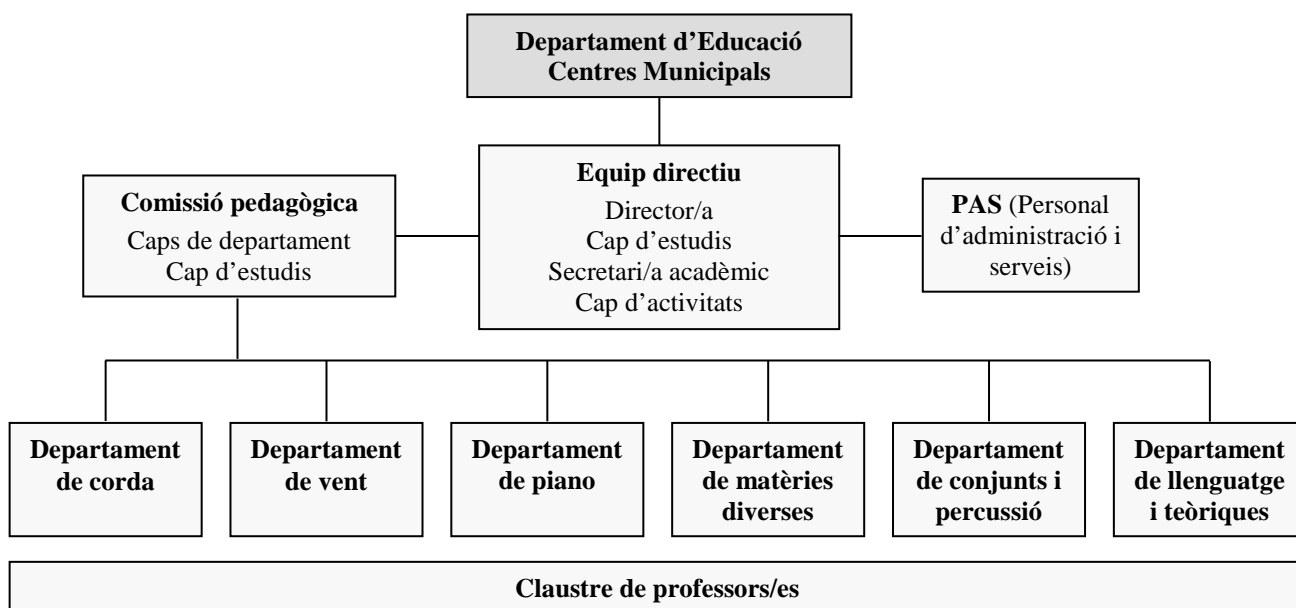 Departament d’Educació
Centres Municipals
Equip directiu
Director/a
Cap d’estudis
Secretari/a acadèmic
Cap d’activitats
Comissió pedagògica
Caps de departament
Cap d’estudis
PAS (Personal
d’administració i
serveis)
Departament
de corda
Departament
de vent
Departament
de piano
Departament
de matèries
diverses
Departament
de conjunts i
percussió
Departament
de llenguatge
i teòriques
Claustre de professors/es